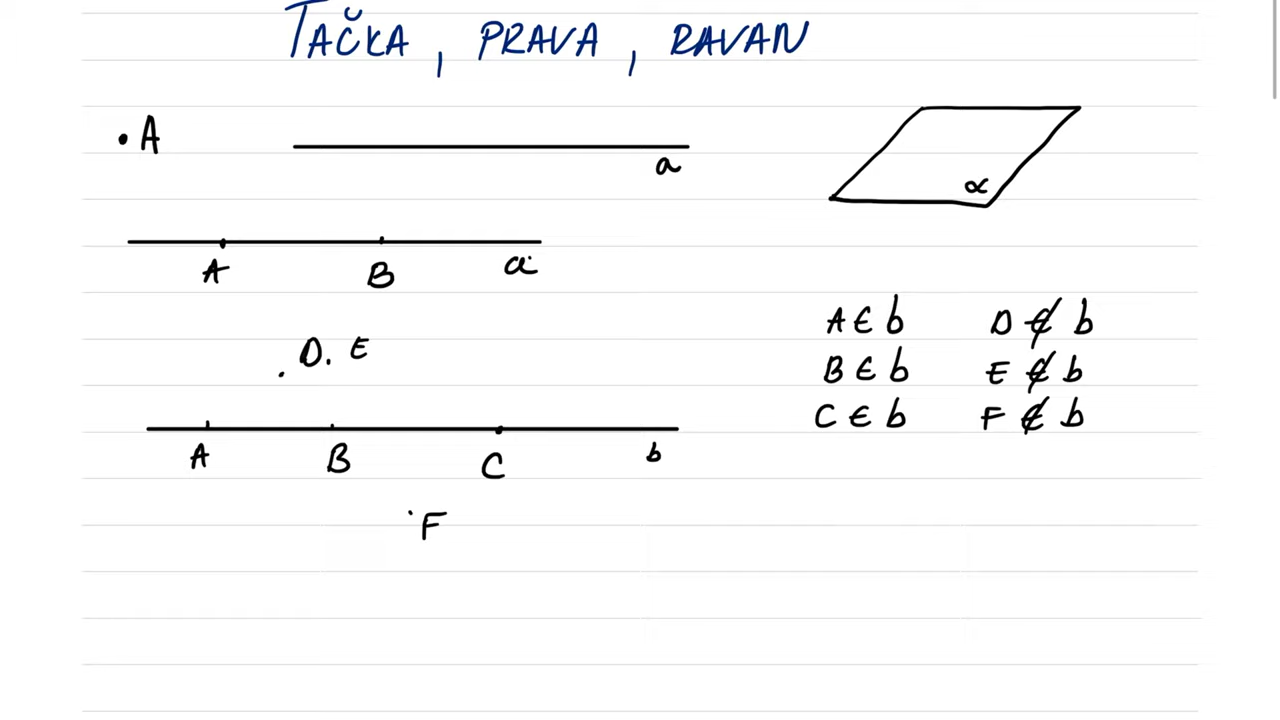 TAČKA, PRAVA, RAVAN
A
a
α
A B a
A ∈ b D ∉ b
B ∈ b E ∉ b
C ∈ b F ∉ b
D E
A B C b
F